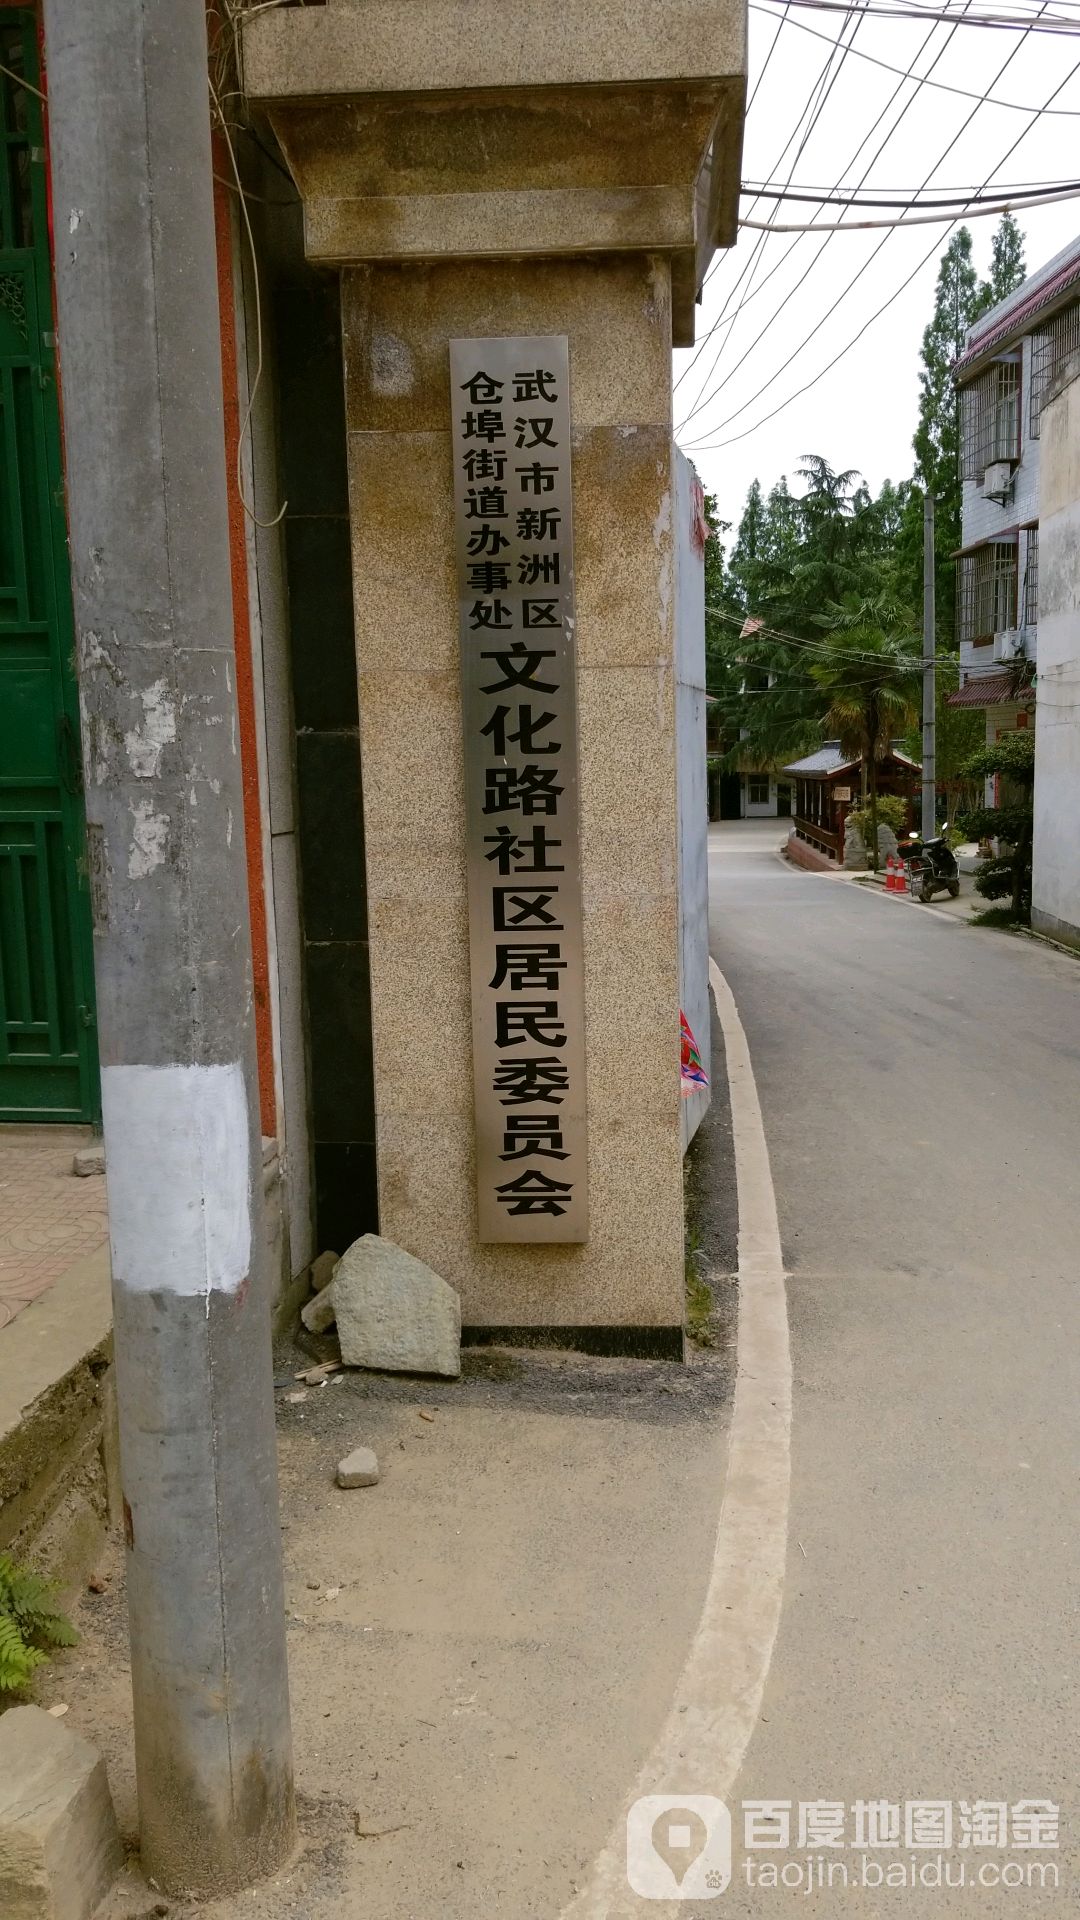 武汉市新洲区
仓埠街道办事处
文化路社区居民委员会
百度地图淘金
taojin.baidu.com